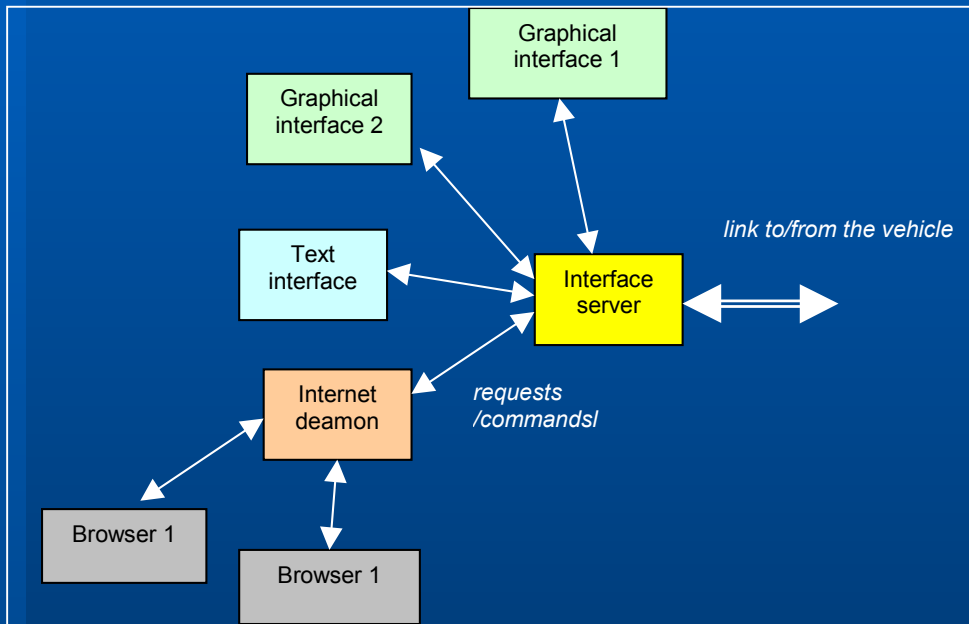 Graphical
interface 1
Graphical
interface 2
link to/from the vehicle
Text
interface
Interface
server
Internet
deamon
requests
/commandsl
Browser 1
Browser 1